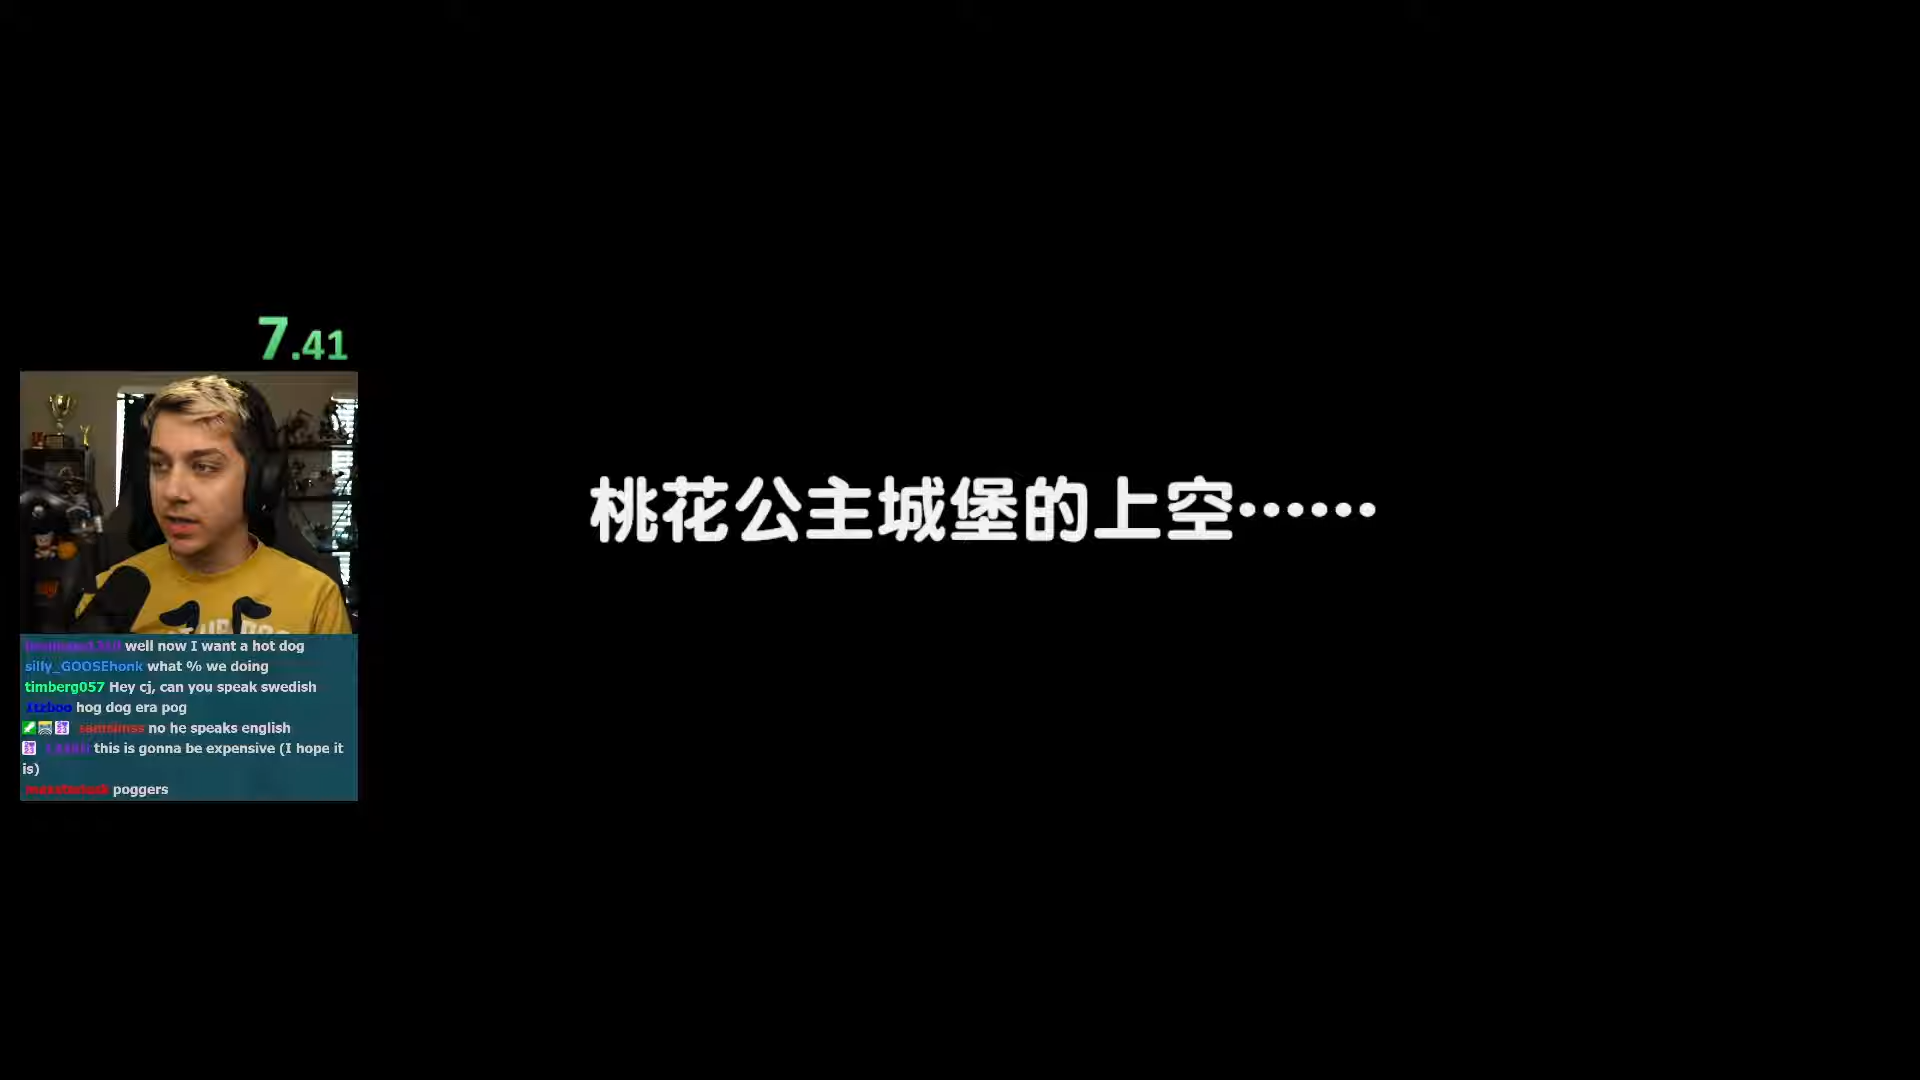 7.41
桃花公主城堡的上空……
well now I want a hot dog
silly_GOOSEhonk what % we doing
timberg057 Hey cj, can you speak swedish
Itzboo hog dog era pog
samsimss no he speaks english
this is gonna be expensive (I hope it
is)
poggers